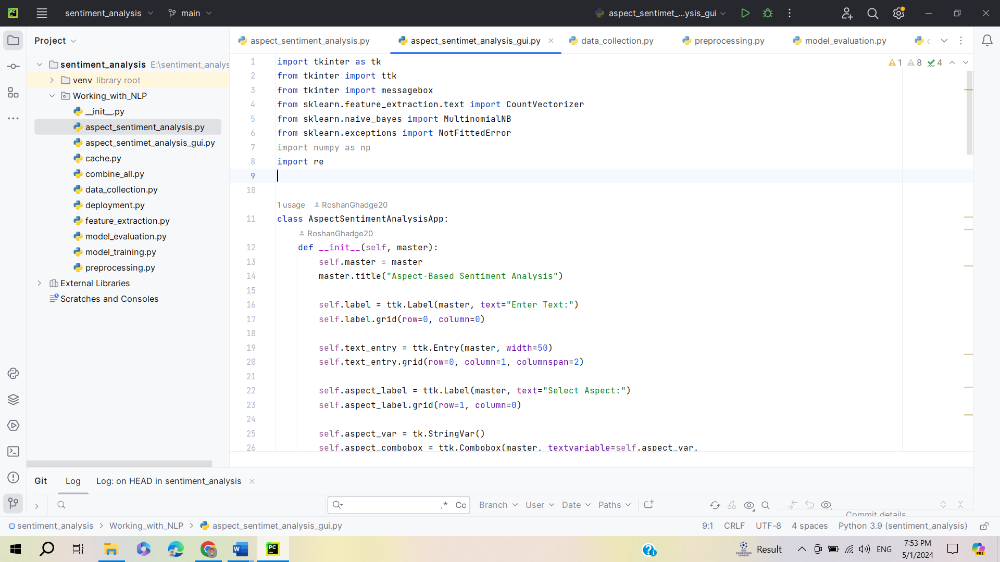 sentiment_analysis
main
aspect_sentimet_...ysis_gui
Project
aspect_sentiment_analysis.py
aspect_sentimet_analysis_gui.py
data_collection.py
preprocessing.py
model_evaluation.py
c
sentiment_analysis E:\sentiment_analys
venv library root
Working_with_NLP
__init__.py
aspect_sentiment_analysis.py
aspect_sentimet_analysis_gui.py
cache.py
combine_all.py
data_collection.py
deployment.py
feature_extraction.py
model_evaluation.py
model_training.py
preprocessing.py
External Libraries
Scratches and Consoles
1 8 4
1 import tkinter as tk
2 from tkinter import ttk
3 from tkinter import messagebox
4 from sklearn.feature_extraction.text import CountVectorizer
5 from sklearn.naive_bayes import MultinomialNB
6 from sklearn.exceptions import NotFittedError
7 import numpy as np
8 import re
9
10
1 usage RoshanGhadge20
11 class AspectSentimentAnalysisApp:
RoshanGhadge20
12 def __init__(self, master):
13 self.master = master
14 master.title("Aspect-Based Sentiment Analysis")
15
16 self.label = ttk.Label(master, text="Enter Text:")
17 self.label.grid(row=0, column=0)
18
19 self.text_entry = ttk.Entry(master, width=50)
20 self.text_entry.grid(row=0, column=1, columnspan=2)
21
22 self.aspect_label = ttk.Label(master, text="Select Aspect:")
23 self.aspect_label.grid(row=1, column=0)
24
25 self.aspect_var = tk.StringVar()
26 self.aspect_combobox = ttk.Combobox(master, textvariable=self.aspect_var,
Git Log Log: on HEAD in sentiment_analysis
.* Cc Branch User Date Paths
Commit details
sentiment_analysis > Working_with_NLP > aspect_sentimet_analysis_gui.py
9:1 CRLF UTF-8 4 spaces Python 3.9 (sentiment_analysis)
Result ENG
7:53 PM
5/1/2024
PRE